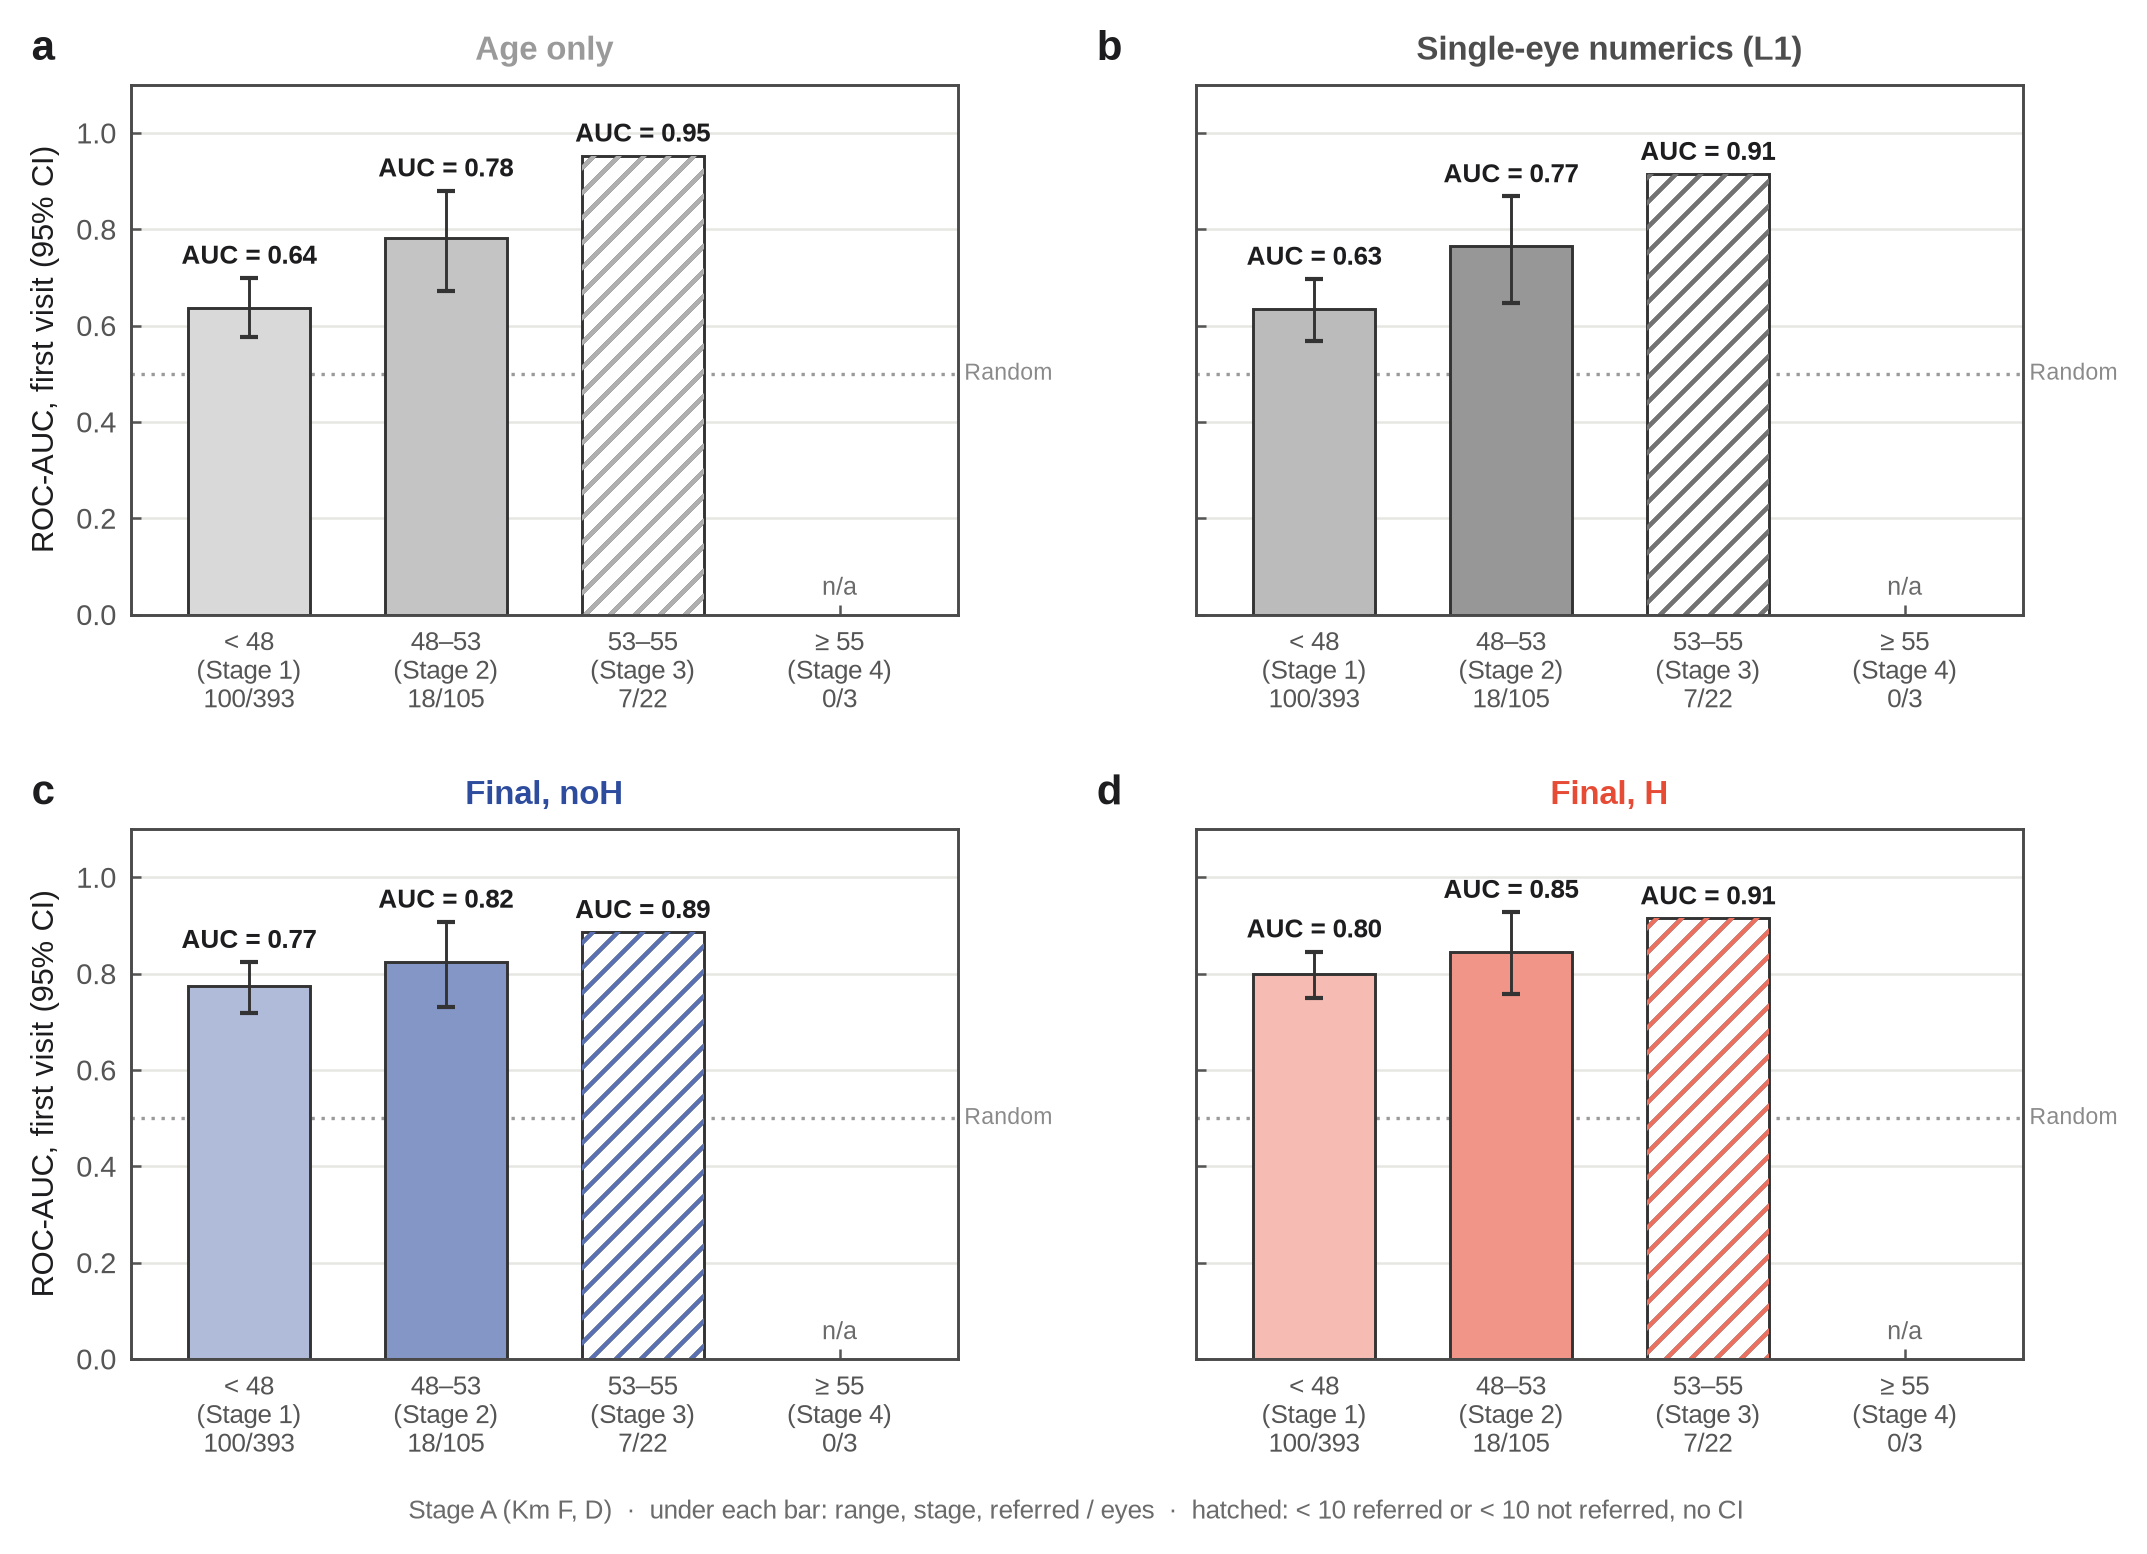 a
Age only
ROC-AUC, first visit (95% CI)
1.0
0.8
0.6
0.4
0.2
0.0
AUC = 0.64
AUC = 0.78
AUC = 0.95
n/a
Random
< 48
(Stage 1)
100/393
48–53
(Stage 2)
18/105
53–55
(Stage 3)
7/22
≥ 55
(Stage 4)
0/3
b
Single-eye numerics (L1)
AUC = 0.63
AUC = 0.77
AUC = 0.91
n/a
Random
< 48
(Stage 1)
100/393
48–53
(Stage 2)
18/105
53–55
(Stage 3)
7/22
≥ 55
(Stage 4)
0/3
c
Final, noH
ROC-AUC, first visit (95% CI)
1.0
0.8
0.6
0.4
0.2
0.0
AUC = 0.77
AUC = 0.82
AUC = 0.89
n/a
Random
< 48
(Stage 1)
100/393
48–53
(Stage 2)
18/105
53–55
(Stage 3)
7/22
≥ 55
(Stage 4)
0/3
d
Final, H
AUC = 0.80
AUC = 0.85
AUC = 0.91
n/a
Random
< 48
(Stage 1)
100/393
48–53
(Stage 2)
18/105
53–55
(Stage 3)
7/22
≥ 55
(Stage 4)
0/3
Stage A (Km F, D) · under each bar: range, stage, referred / eyes · hatched: < 10 referred or < 10 not referred, no CI